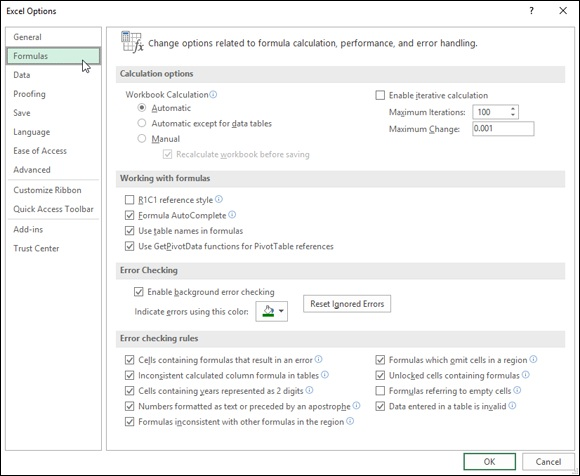 Excel Options
General
Formulas
Data
Proofing
Save
Language
Ease of Access
Advanced
Customize Ribbon
Quick Access Toolbar
Add-ins
Trust Center
Change options related to formula calculation, performance, and error handling.
Calculation options
Workbook Calculation
Automatic
Automatic except for data tables
Manual
Recalculate workbook before saving
Enable iterative calculation
Maximum Iterations: 100
Maximum Change: 0.001
Working with formulas
R1C1 reference style
Formula AutoComplete
Use table names in formulas
Use GetPivotData functions for PivotTable references
Error Checking
Enable background error checking
Indicate errors using this color:
Reset Ignored Errors
Error checking rules
Cells containing formulas that result in an error
Inconsistent calculated column formula in tables
Cells containing years represented as 2 digits
Numbers formatted as text or preceded by an apostrophe
Formulas inconsistent with other formulas in the region
Formulas which omit cells in a region
Unlocked cells containing formulas
Formulas referring to empty cells
Data entered in a table is invalid
OK
Cancel